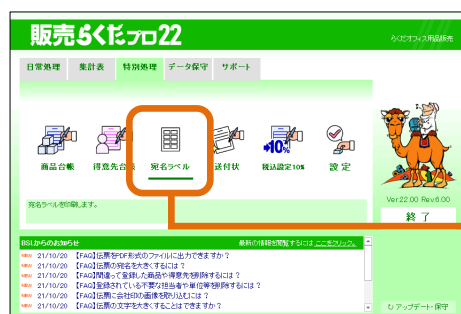 販売らくだプロ22
らくだオフィス用品販売
日常処理 集計表 特別処理 データ保守 サポート
商品台帳 得意先台帳 宛名ラベル 送付状 税込設定10% 設定
+10%
宛名ラベルを印刷します。
Ver22.00 Rev6.00
終了
BSLからのお知らせ 最新の情報を閲覧するには ここをクリック。
NEW 21/10/20 【FAQ】伝票をPDF形式のファイルに出力できますか?
NEW 21/10/20 【FAQ】伝票の宛名を大きくするには?
NEW 21/10/20 【FAQ】間違って登録した商品や得意先を削除するには?
NEW 21/10/20 【FAQ】登録されている不要な担当者や単位等を削除するには?
NEW 21/10/20 【FAQ】伝票に会社印の画像を取り込むには?
NEW 21/10/20 【FAQ】伝票の文字を大きくすることはできますか?
アップデート・保守